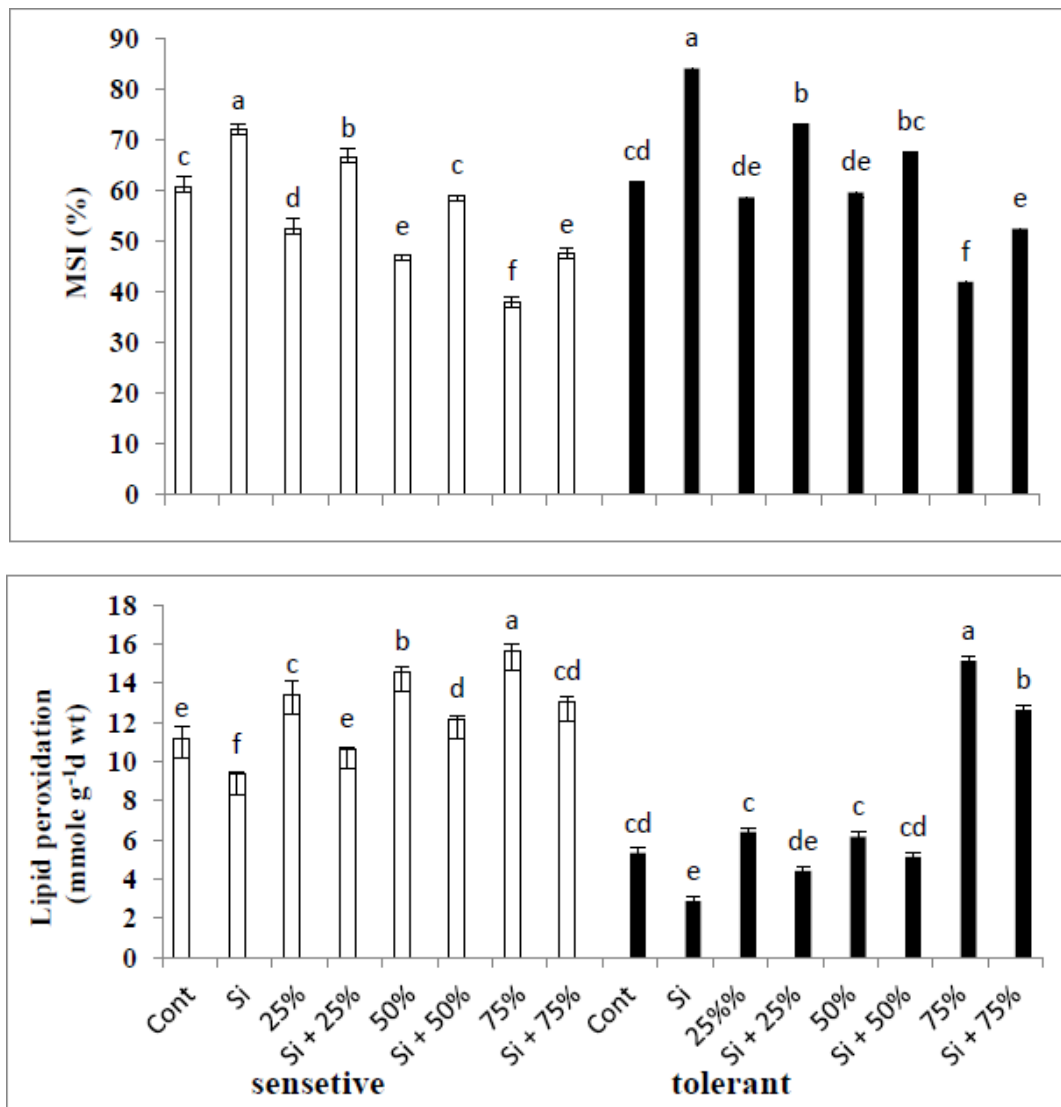 90
80
70
60
50
40
30
20
10
0
MSI (%)
c
a
d
b
e
c
f
e
cd
a
de
b
de
bc
f
e
18
16
14
12
10
8
6
4
2
0
Lipid peroxidation
(mmole g⁻¹d wt)
e
f
c
e
b
d
a
cd
cd
e
c
de
c
cd
a
b
Cont
Si
25%
Si + 25%
50%
Si + 50%
75%
Si + 75%
Cont
Si
25%%
Si + 25%
50%
Si + 50%
75%
Si + 75%
sensetive
tolerant